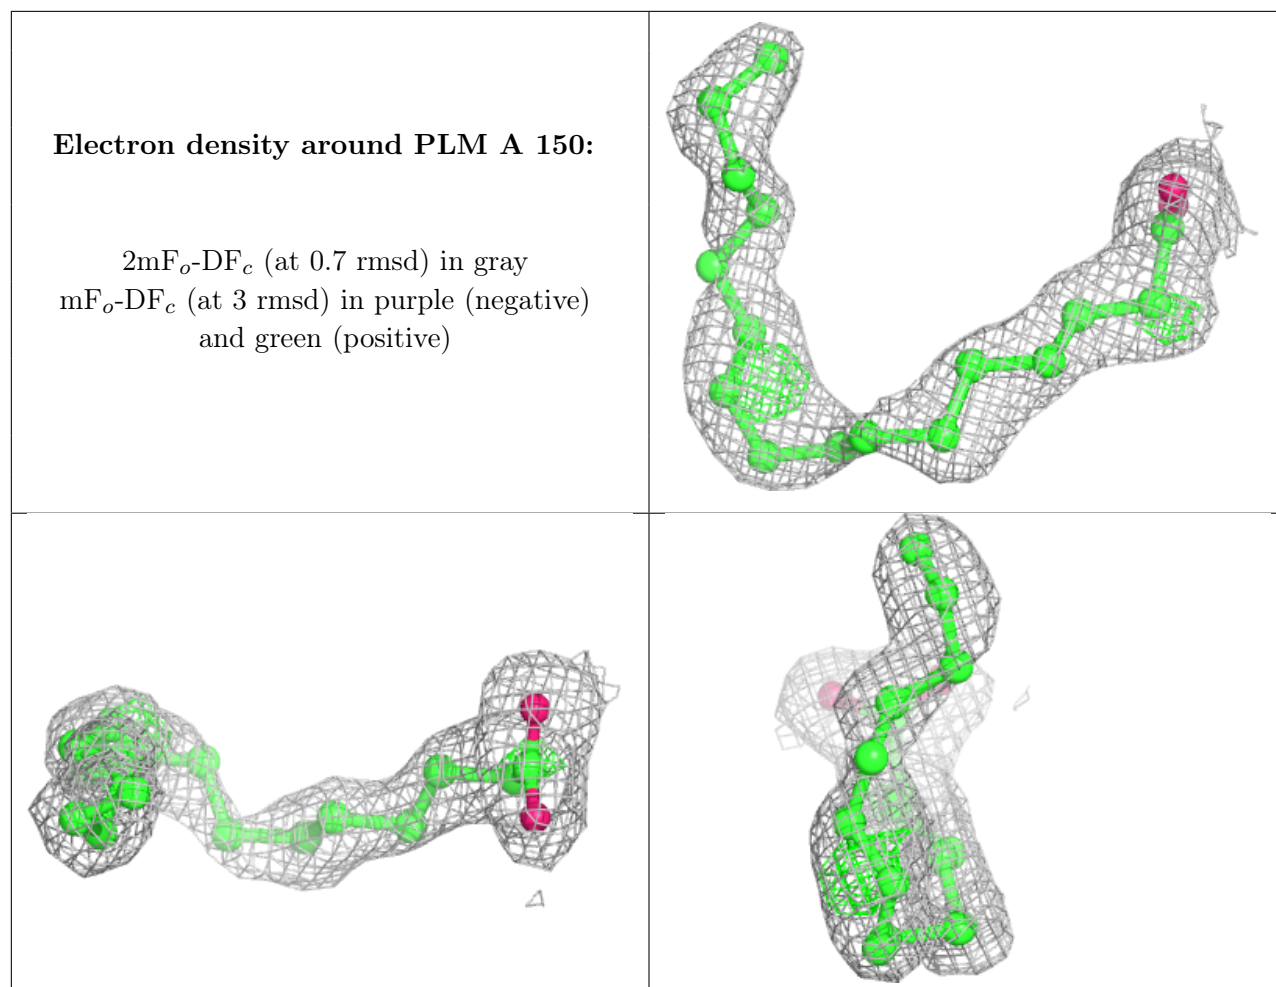 Electron density around PLM A 150:
2mFₒ-DF𝒸 (at 0.7 rmsd) in gray
mFₒ-DF𝒸 (at 3 rmsd) in purple (negative)
and green (positive)